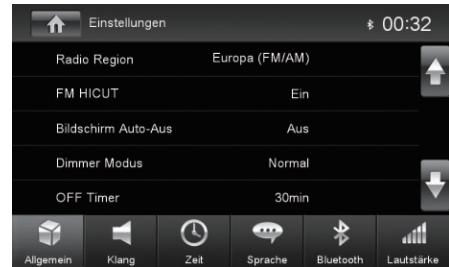 Einstellungen 00:32
Radio Region Europa (FM/AM)
FM HICUT Ein
Bildschirm Auto-Aus Aus
Dimmer Modus Normal
OFF Timer 30min
Allgemein Klang Zeit Sprache Bluetooth Lautstärke